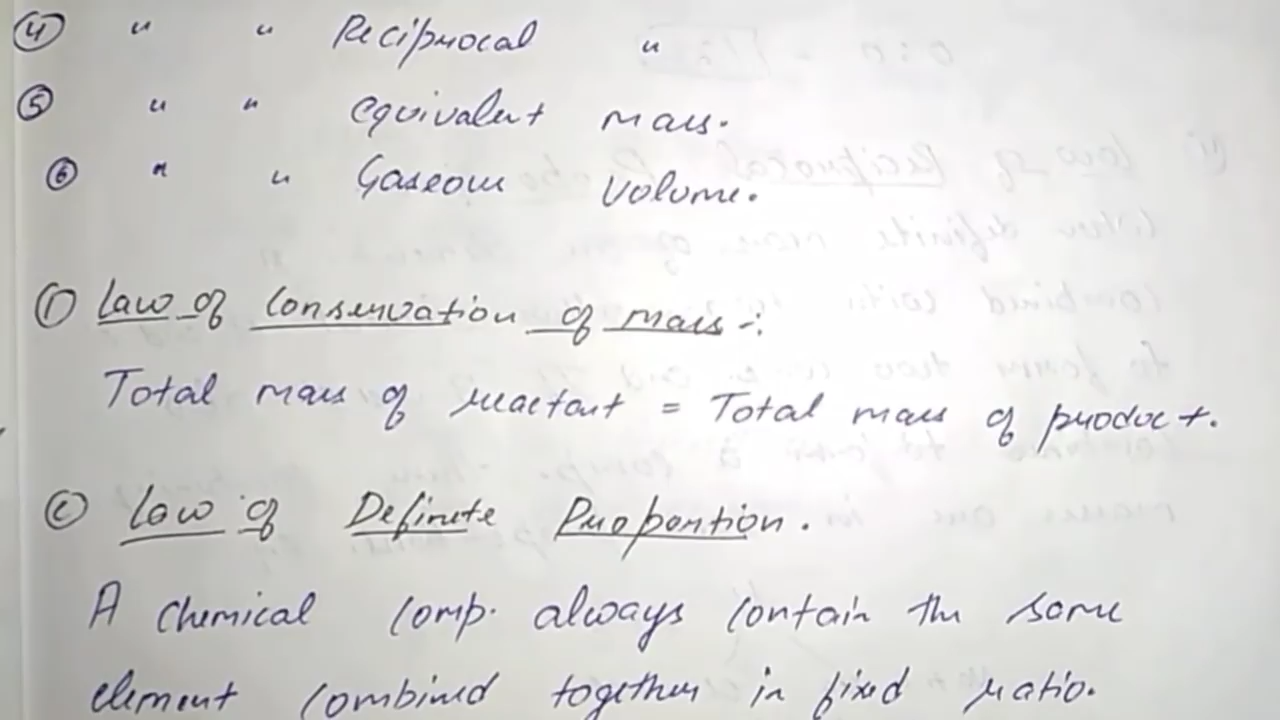 ④ " " Reciprocal "
⑤ " " equivalent mass.
⑥ " " Gaseous volume.
① Law of Conservation of mass -:
Total mass of reactant = Total mass of product.
② Law of Definite Proportion.
A chemical comp. always contain the same
element combined together in fixed ratio.